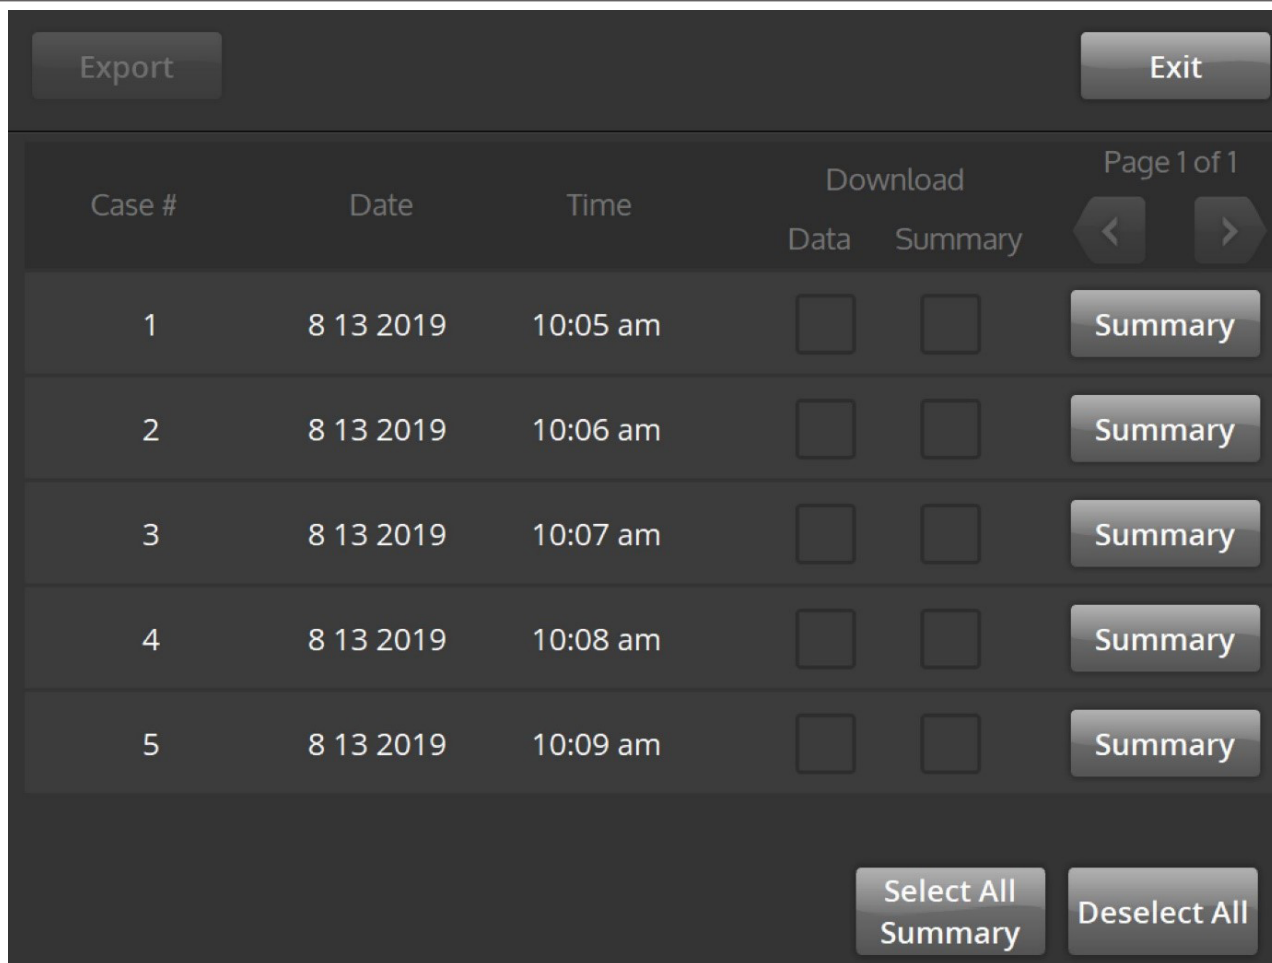 Export
Exit
Page 1 of 1
Download
Case # Date Time
Data Summary
1 8 13 2019 10:05 am Summary
2 8 13 2019 10:06 am Summary
3 8 13 2019 10:07 am Summary
4 8 13 2019 10:08 am Summary
5 8 13 2019 10:09 am Summary
Select All
Summary
Deselect All